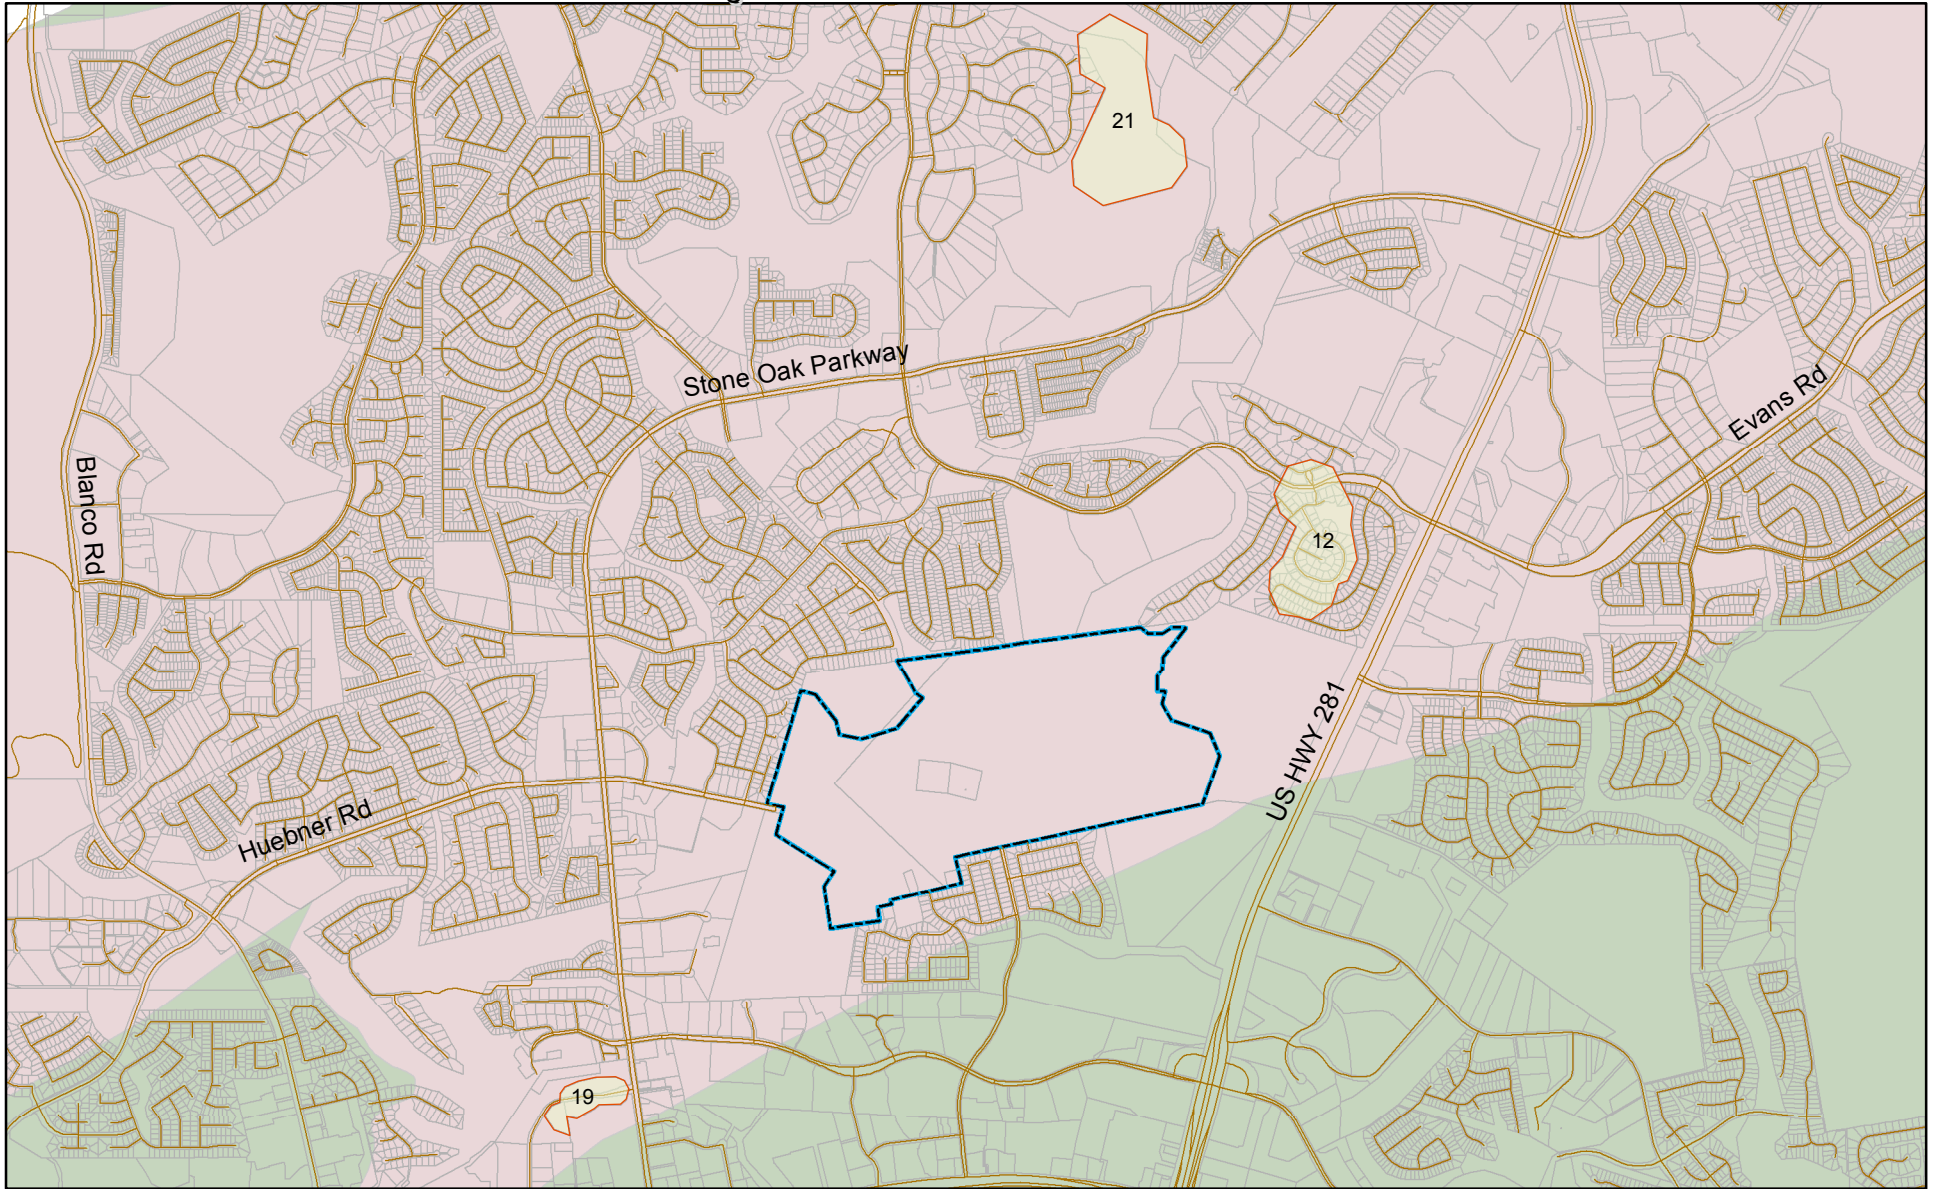 21
Stone Oak Parkway
Evans Rd
Blanco Rd
12
US HWY 281
Huebner Rd
19